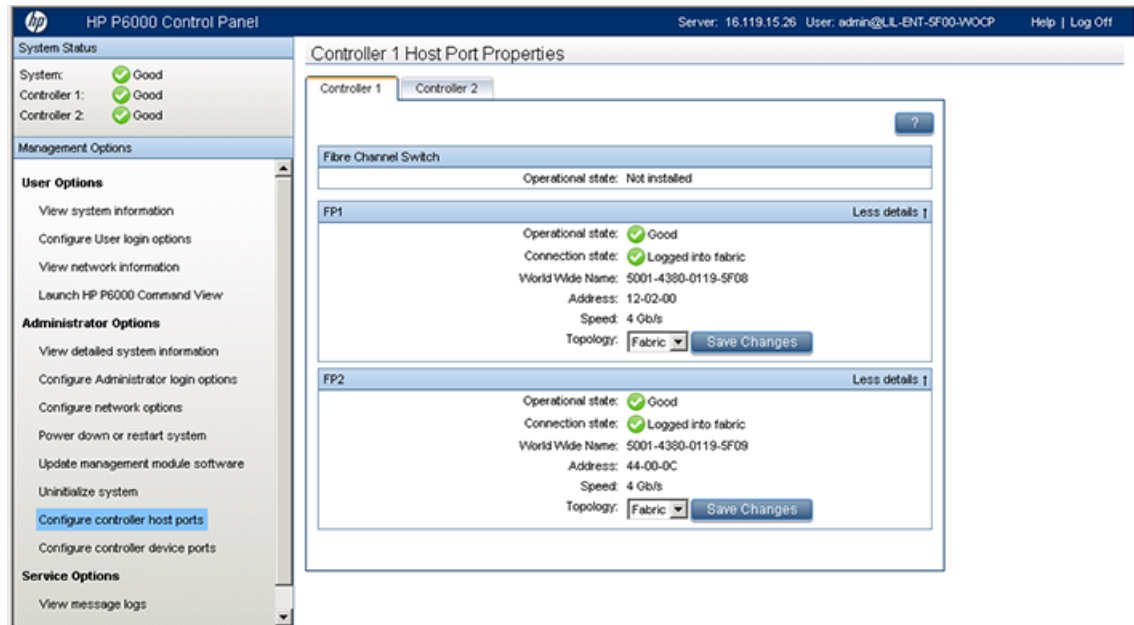 hp HP P6000 Control Panel
Server: 16.119.15.26 User: admin@LIL-ENT-5F00-WOCP Help | Log Off
System Status
System: Good
Controller 1: Good
Controller 2: Good
Management Options
User Options
View system information
Configure User login options
View network information
Launch HP P6000 Command View
Administrator Options
View detailed system information
Configure Administrator login options
Configure network options
Power down or restart system
Update management module software
Uninitialize system
Configure controller host ports
Configure controller device ports
Service Options
View message logs
Controller 1 Host Port Properties
Controller 1 Controller 2
?
Fibre Channel Switch
Operational state: Not installed
FP1 Less details ↑
Operational state: Good
Connection state: Logged into fabric
World Wide Name: 5001-4380-0119-5F08
Address: 12-02-00
Speed: 4 Gb/s
Topology: Fabric Save Changes
FP2 Less details ↑
Operational state: Good
Connection state: Logged into fabric
World Wide Name: 5001-4380-0119-5F09
Address: 44-00-0C
Speed: 4 Gb/s
Topology: Fabric Save Changes